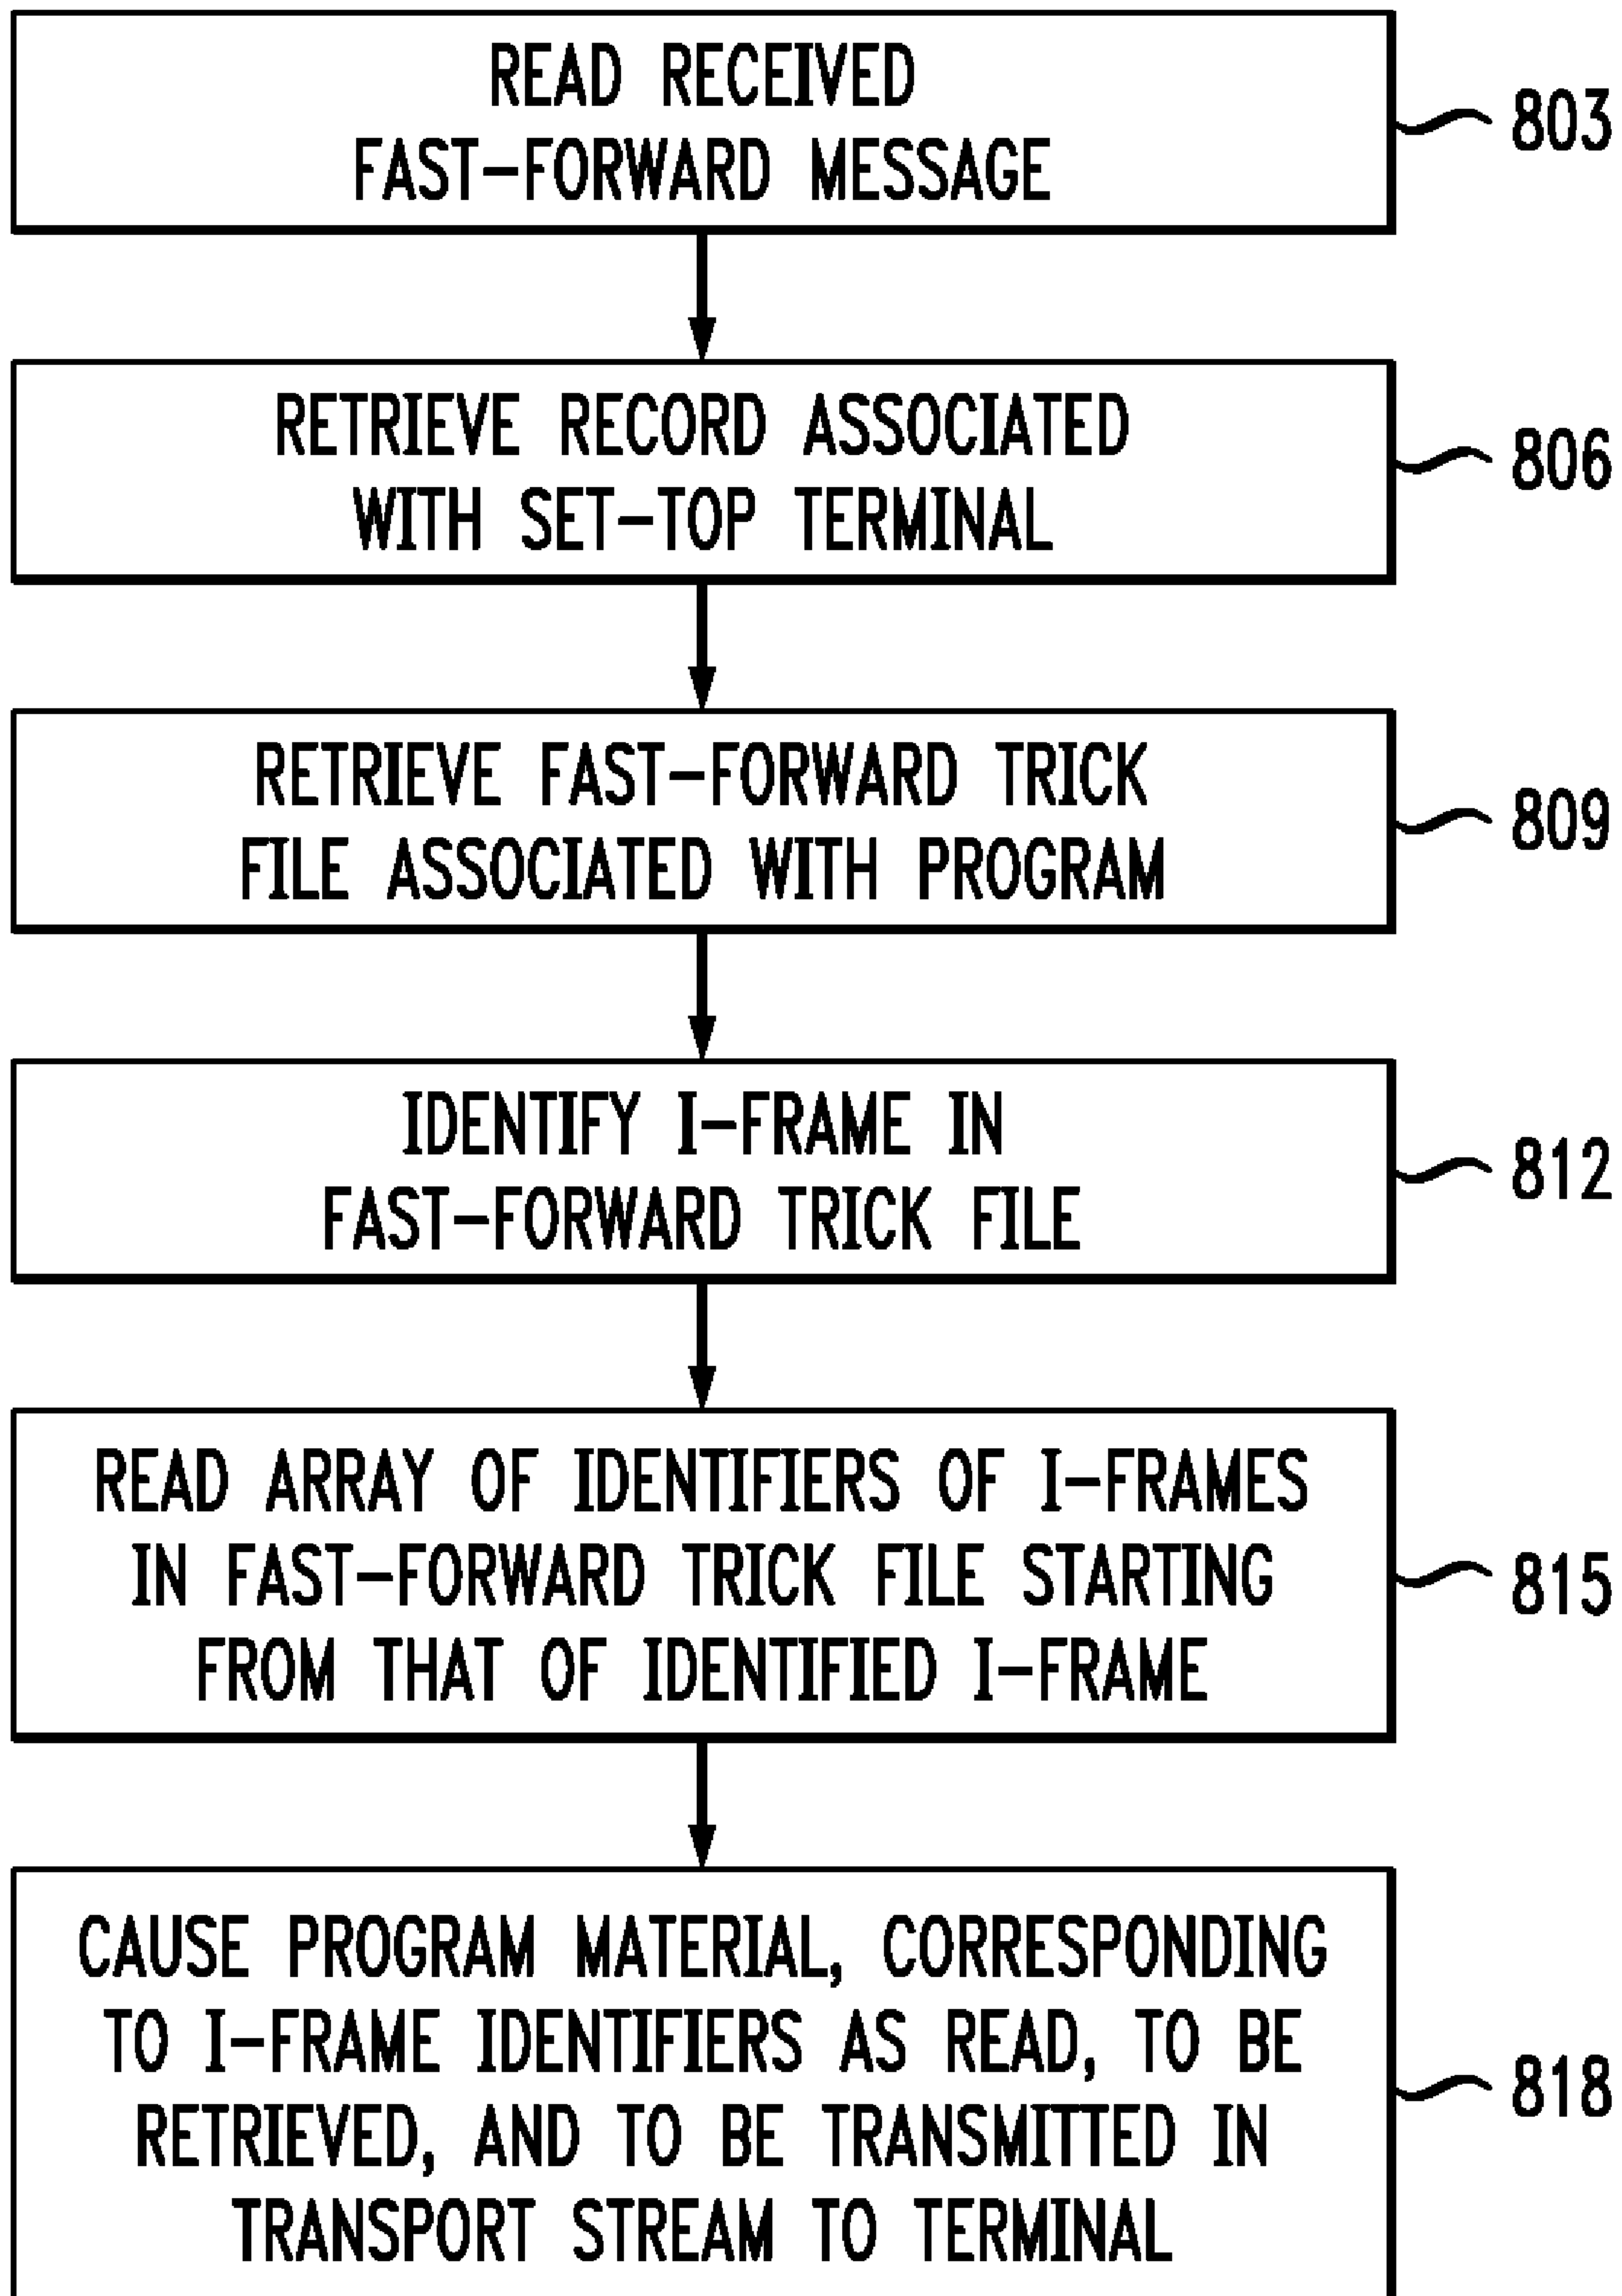 READ RECEIVED
FAST-FORWARD MESSAGE
803
RETRIEVE RECORD ASSOCIATED
WITH SET-TOP TERMINAL
806
RETRIEVE FAST-FORWARD TRICK
FILE ASSOCIATED WITH PROGRAM
809
IDENTIFY I-FRAME IN
FAST-FORWARD TRICK FILE
812
READ ARRAY OF IDENTIFIERS OF I-FRAMES
IN FAST-FORWARD TRICK FILE STARTING
FROM THAT OF IDENTIFIED I-FRAME
815
CAUSE PROGRAM MATERIAL, CORRESPONDING
TO I-FRAME IDENTIFIERS AS READ, TO BE
RETRIEVED, AND TO BE TRANSMITTED IN
TRANSPORT STREAM TO TERMINAL
818